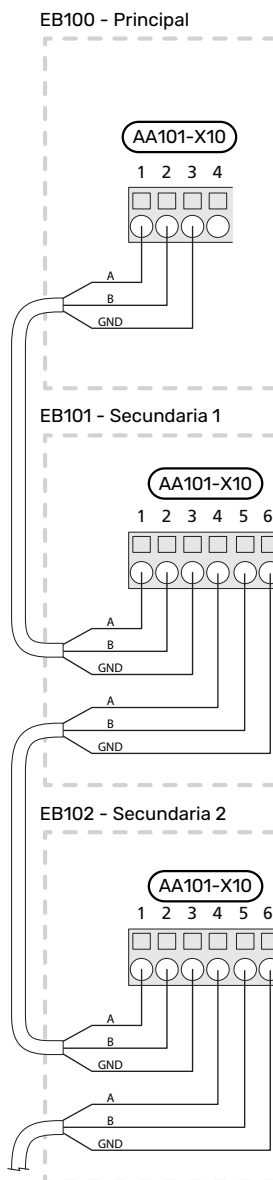 EB100 - Principal
AA101-X10
1 2 3 4
A
B
GND
EB101 - Secundaria 1
AA101-X10
1 2 3 4 5 6
A
B
GND
A
B
GND
EB102 - Secundaria 2
AA101-X10
1 2 3 4 5 6
A
B
GND
A
B
GND